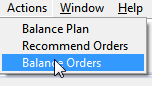 Actions Window Help
Balance Plan
Recommend Orders
Balance Orders